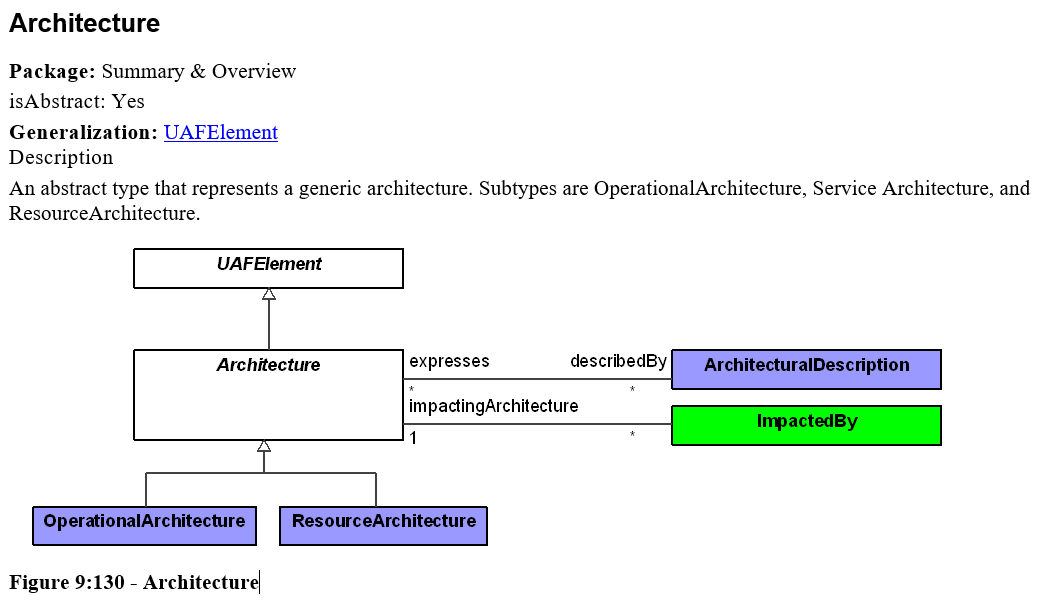 Architecture
Package: Summary & Overview
isAbstract: Yes
Generalization: UAFElement
Description
An abstract type that represents a generic architecture. Subtypes are OperationalArchitecture, Service Architecture, and
ResourceArchitecture.
UAFElement
Architecture
expresses
describedBy
ArchitecturalDescription
*
*
impactingArchitecture
ImpactedBy
1
*
OperationalArchitecture
ResourceArchitecture
Figure 9:130 - Architecture